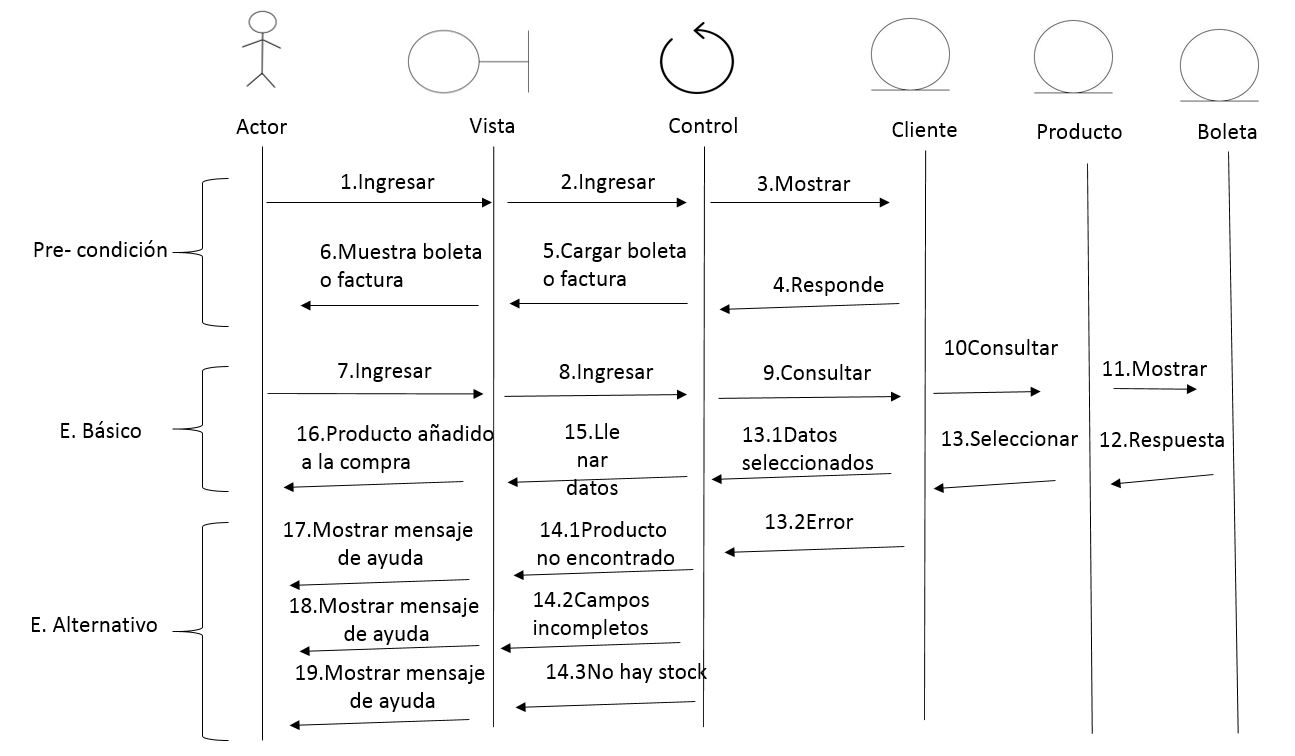 Actor
Vista
Control
Cliente
Producto
Boleta
Pre- condición
1.Ingresar
2.Ingresar
3.Mostrar
6.Muestra boleta
o factura
5.Cargar boleta
o factura
4.Responde
E. Básico
7.Ingresar
8.Ingresar
9.Consultar
10Consultar
11.Mostrar
16.Producto añadido
a la compra
15.Lle
nar
datos
13.1Datos
seleccionados
13.Seleccionar
12.Respuesta
E. Alternativo
17.Mostrar mensaje
de ayuda
14.1Producto
no encontrado
13.2Error
18.Mostrar mensaje
de ayuda
14.2Campos
incompletos
19.Mostrar mensaje
de ayuda
14.3No hay stock